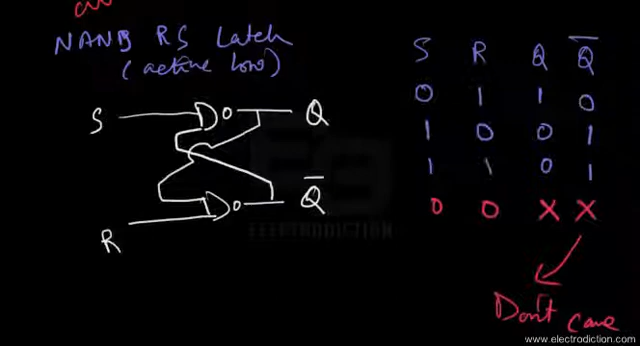 NAND RS Latch
(active low)
S
Q
Q̅
R
S R Q Q̅
0 1 1 0
1 0 0 1
1 1 0 1
0 0 X X
Don't care
ELECTRODICTION
www.electrodiction.com